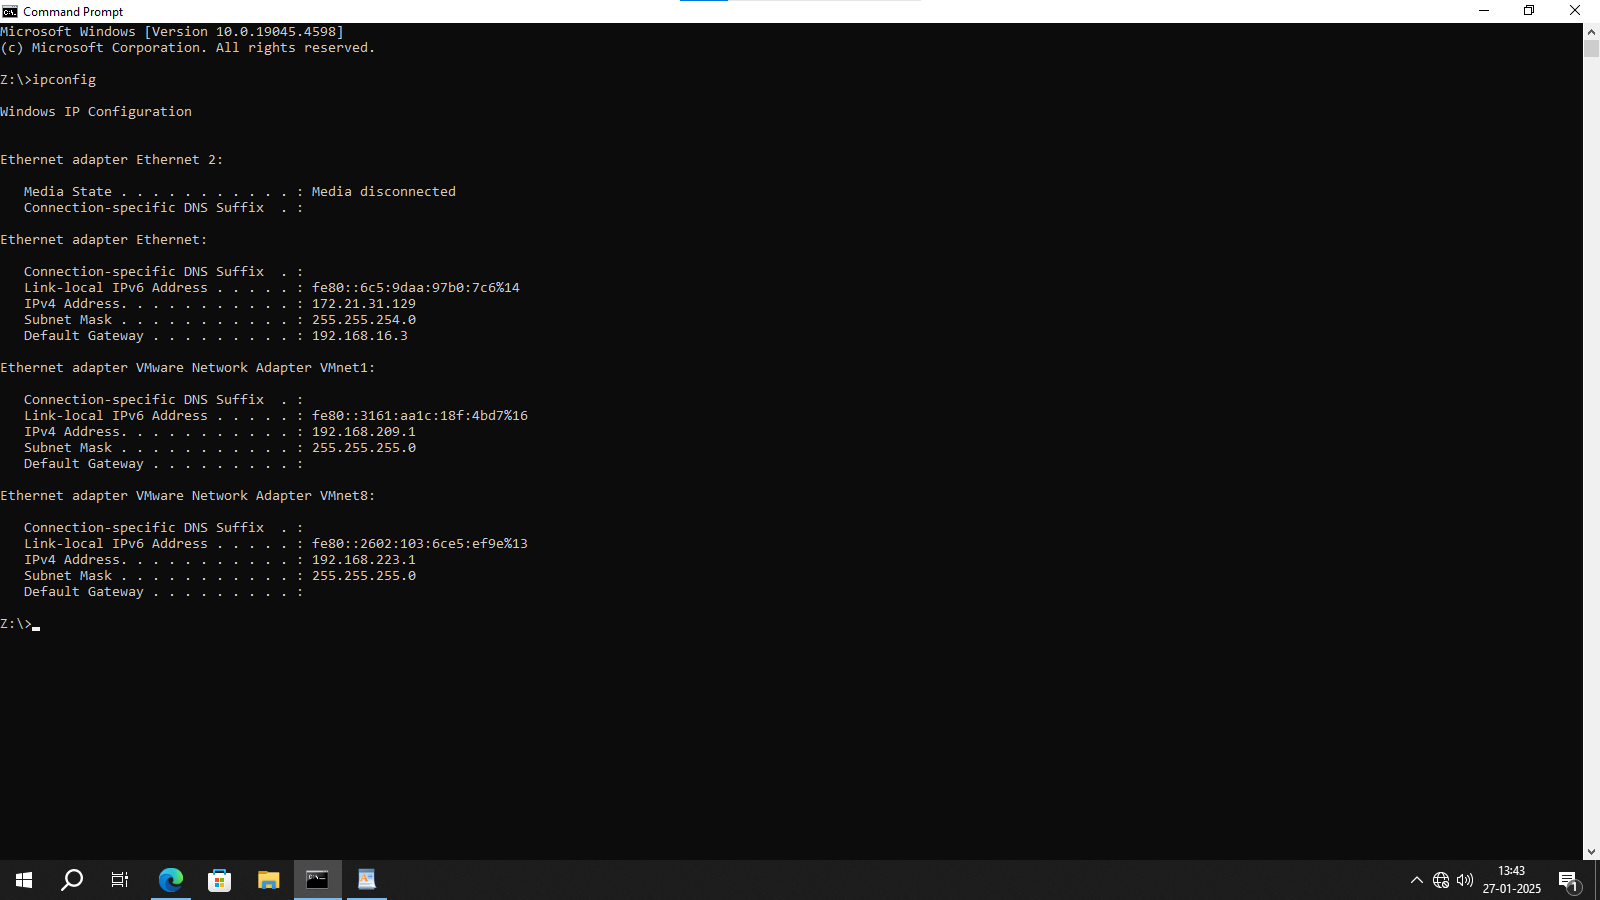 Command Prompt
Microsoft Windows [Version 10.0.19045.4598]
(c) Microsoft Corporation. All rights reserved.
Z:\>ipconfig
Windows IP Configuration
Ethernet adapter Ethernet 2:
   Media State . . . . . . . . . . . : Media disconnected
   Connection-specific DNS Suffix  . :
Ethernet adapter Ethernet:
   Connection-specific DNS Suffix  . :
   Link-local IPv6 Address . . . . . : fe80::6c5:9daa:97b0:7c6%14
   IPv4 Address. . . . . . . . . . . : 172.21.31.129
   Subnet Mask . . . . . . . . . . . : 255.255.254.0
   Default Gateway . . . . . . . . . : 192.168.16.3
Ethernet adapter VMware Network Adapter VMnet1:
   Connection-specific DNS Suffix  . :
   Link-local IPv6 Address . . . . . : fe80::3161:aa1c:18f:4bd7%16
   IPv4 Address. . . . . . . . . . . : 192.168.209.1
   Subnet Mask . . . . . . . . . . . : 255.255.255.0
   Default Gateway . . . . . . . . . :
Ethernet adapter VMware Network Adapter VMnet8:
   Connection-specific DNS Suffix  . :
   Link-local IPv6 Address . . . . . : fe80::2602:103:6ce5:ef9e%13
   IPv4 Address. . . . . . . . . . . : 192.168.223.1
   Subnet Mask . . . . . . . . . . . : 255.255.255.0
   Default Gateway . . . . . . . . . :
Z:\>
13:43
27-01-2025
1